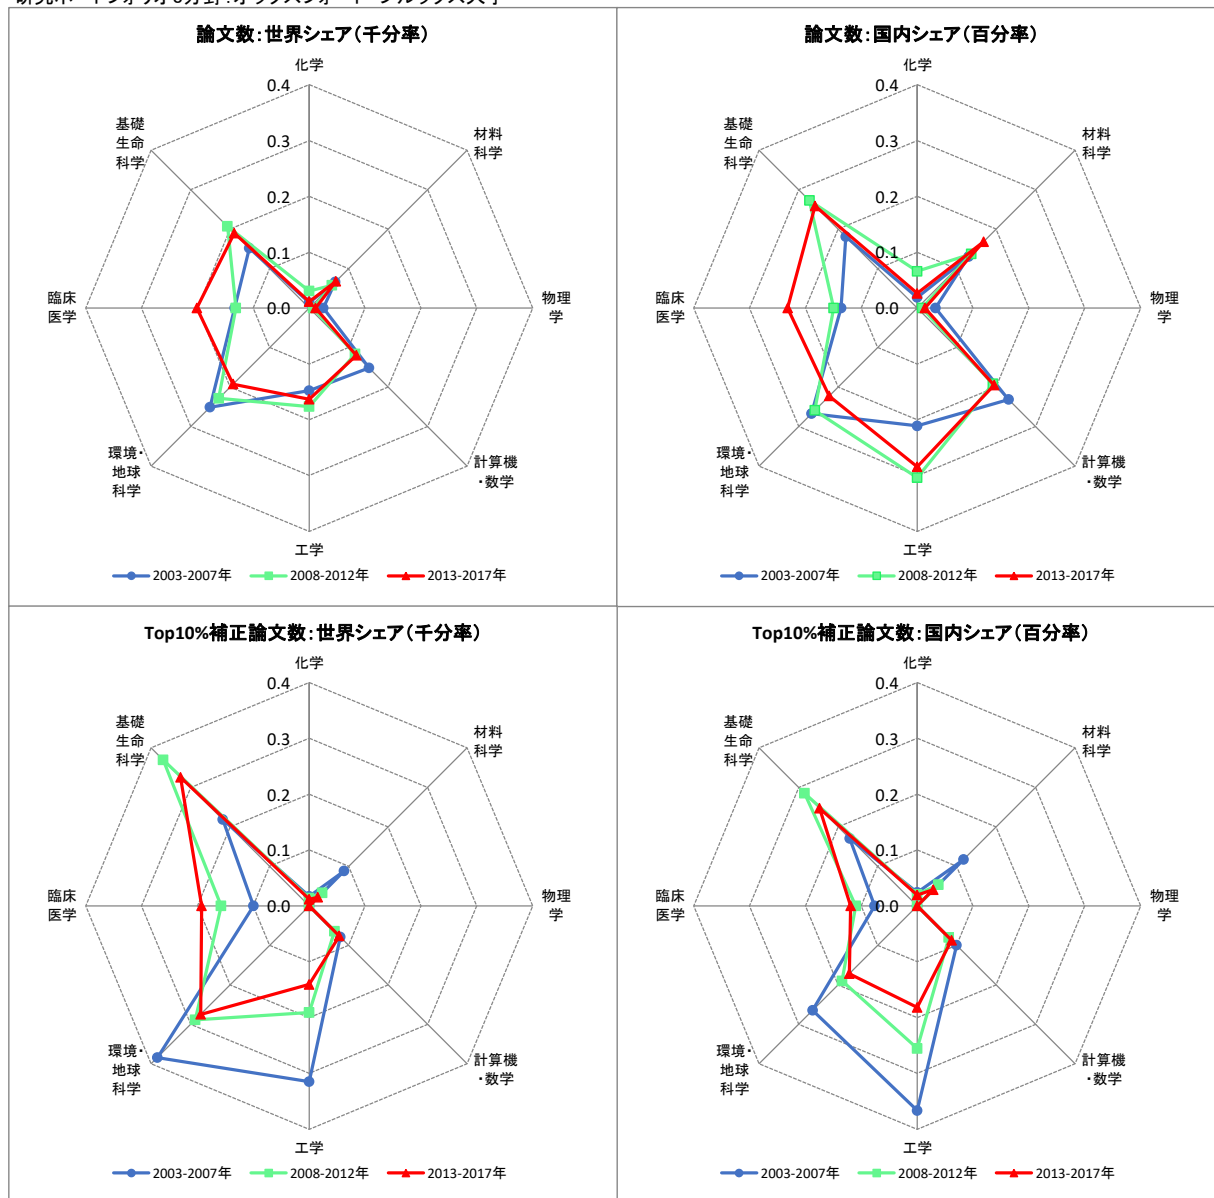 論文数：世界シェア（千分率）
化学
0.4
0.3
0.2
0.1
0.0
材料
科学
物理
学
計算機
・数学
工学
環境・
地球
科学
臨床
医学
基礎
生命
科学
2003-2007年 2008-2012年 2013-2017年
論文数：国内シェア（百分率）
化学
0.4
0.3
0.2
0.1
0.0
材料
科学
物理
学
計算機
・数学
工学
環境・
地球
科学
臨床
医学
基礎
生命
科学
2003-2007年 2008-2012年 2013-2017年
Top10%補正論文数：世界シェア（千分率）
化学
0.4
0.3
0.2
0.1
0.0
材料
科学
物理
学
計算機
・数学
工学
環境・
地球
科学
臨床
医学
基礎
生命
科学
2003-2007年 2008-2012年 2013-2017年
Top10%補正論文数：国内シェア（百分率）
化学
0.4
0.3
0.2
0.1
0.0
材料
科学
物理
学
計算機
・数学
工学
環境・
地球
科学
臨床
医学
基礎
生命
科学
2003-2007年 2008-2012年 2013-2017年